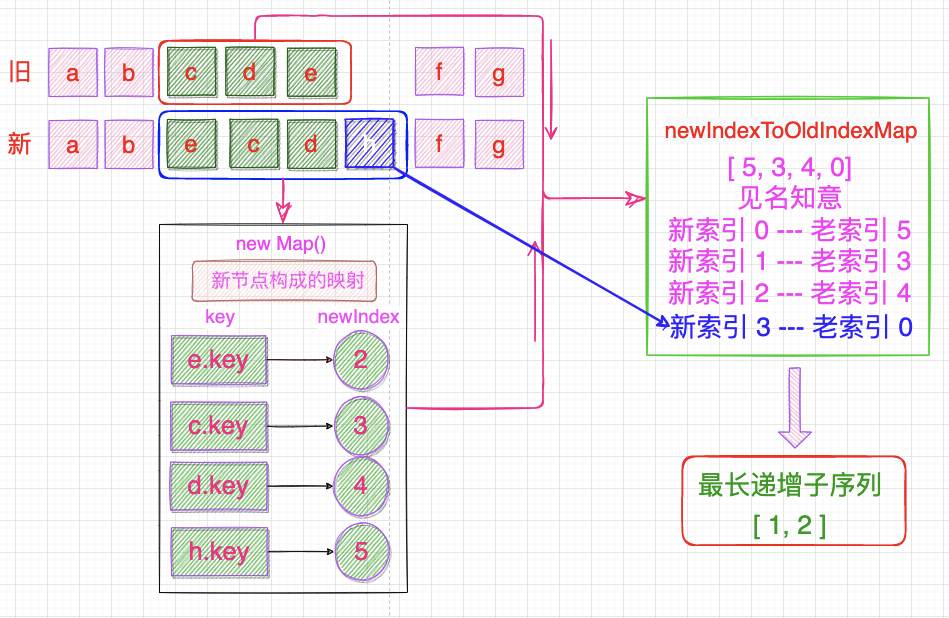 旧 a b c d e f g
新 a b e c d h f g
new Map()
新节点构成的映射
key newIndex
e.key 2
c.key 3
d.key 4
h.key 5
newIndexToOldIndexMap
[ 5, 3, 4, 0]
见名知意
新索引 0 --- 老索引 5
新索引 1 --- 老索引 3
新索引 2 --- 老索引 4
新索引 3 --- 老索引 0
最长递增子序列
[ 1, 2 ]